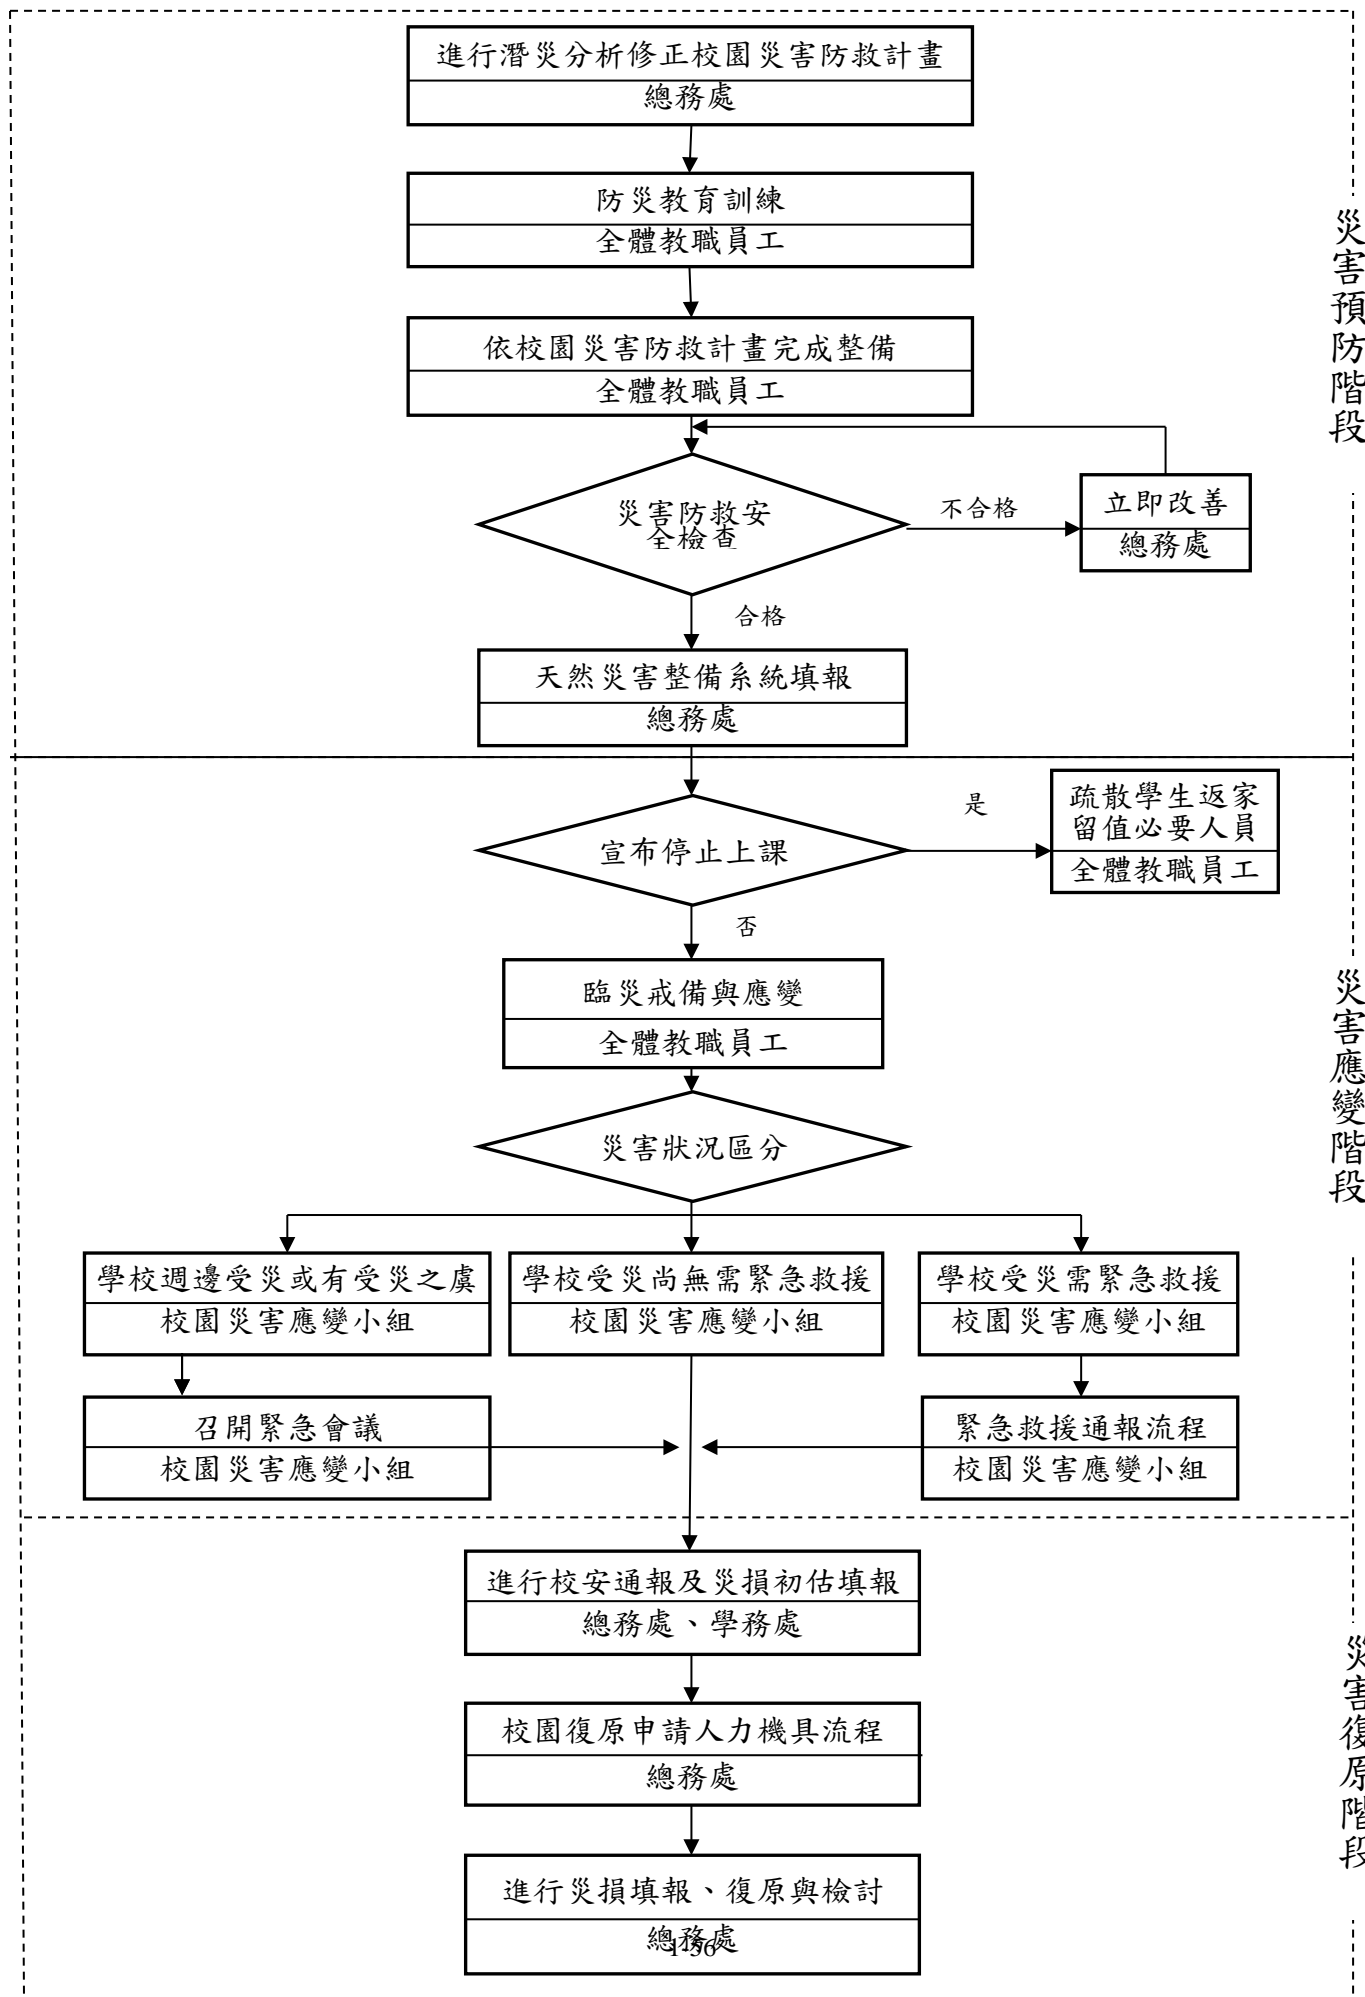 進行潛災分析修正校園災害防救計畫
總務處
防災教育訓練
全體教職員工
依校園災害防救計畫完成整備
全體教職員工
災害預防階段
災害防救安
全檢查
不合格
立即改善
總務處
合格
天然災害整備系統填報
總務處
宣布停止上課
是
疏散學生返家
留值必要人員
全體教職員工
否
臨災戒備與應變
全體教職員工
災害應變階段
災害狀況區分
學校週邊受災或有受災之虞
校園災害應變小組
學校受災尚無需緊急救援
校園災害應變小組
學校受災需緊急救援
校園災害應變小組
召開緊急會議
校園災害應變小組
緊急救援通報流程
校園災害應變小組
進行校安通報及災損初估填報
總務處、學務處
校園復原申請人力機具流程
總務處
災害復原階段
進行災損填報、復原與檢討
總務處
1-56